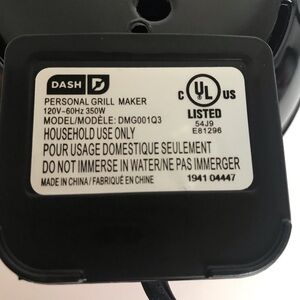 DASH D
PERSONAL GRILL MAKER
120V~60Hz 350W
MODEL/MODÈLE: DMG001Q3
HOUSEHOLD USE ONLY
POUR USAGE DOMESTIQUE SEULEMENT
DO NOT IMMERSE IN WATER/NE PAS IMMERGER
MADE IN CHINA / FABRIQUÉ EN CHINE
C UL US
LISTED
54J9
E81296
1941 04447